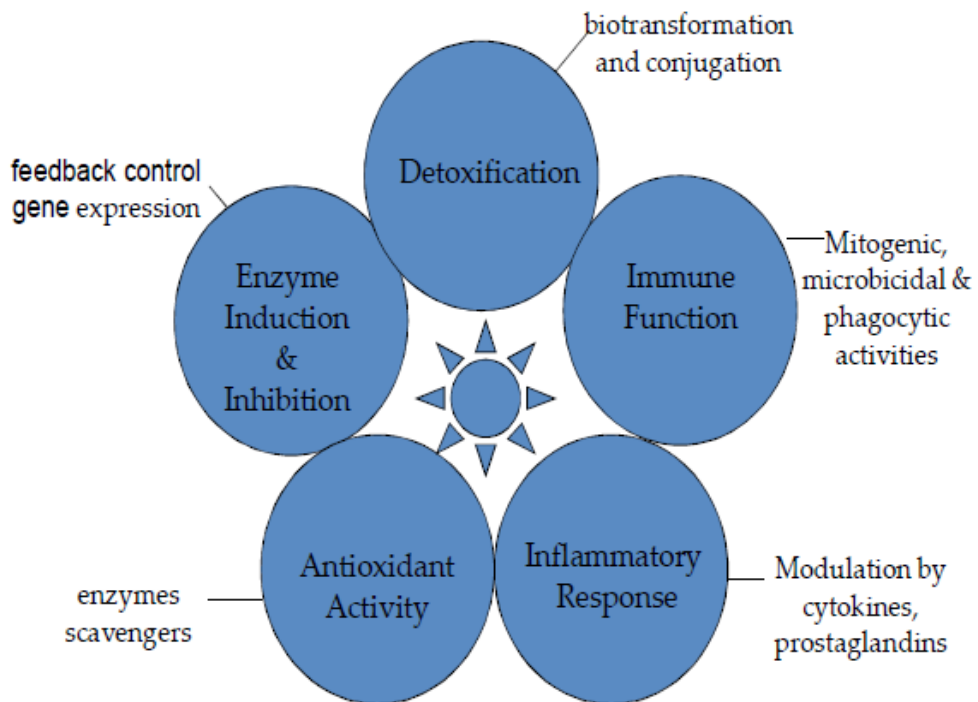 biotransformation
and conjugation
Detoxification
feedback control
gene expression
Enzyme
Induction
&
Inhibition
Immune
Function
Mitogenic,
microbicidal &
phagocytic
activities
Antioxidant
Activity
enzymes
scavengers
Inflammatory
Response
Modulation by
cytokines,
prostaglandins